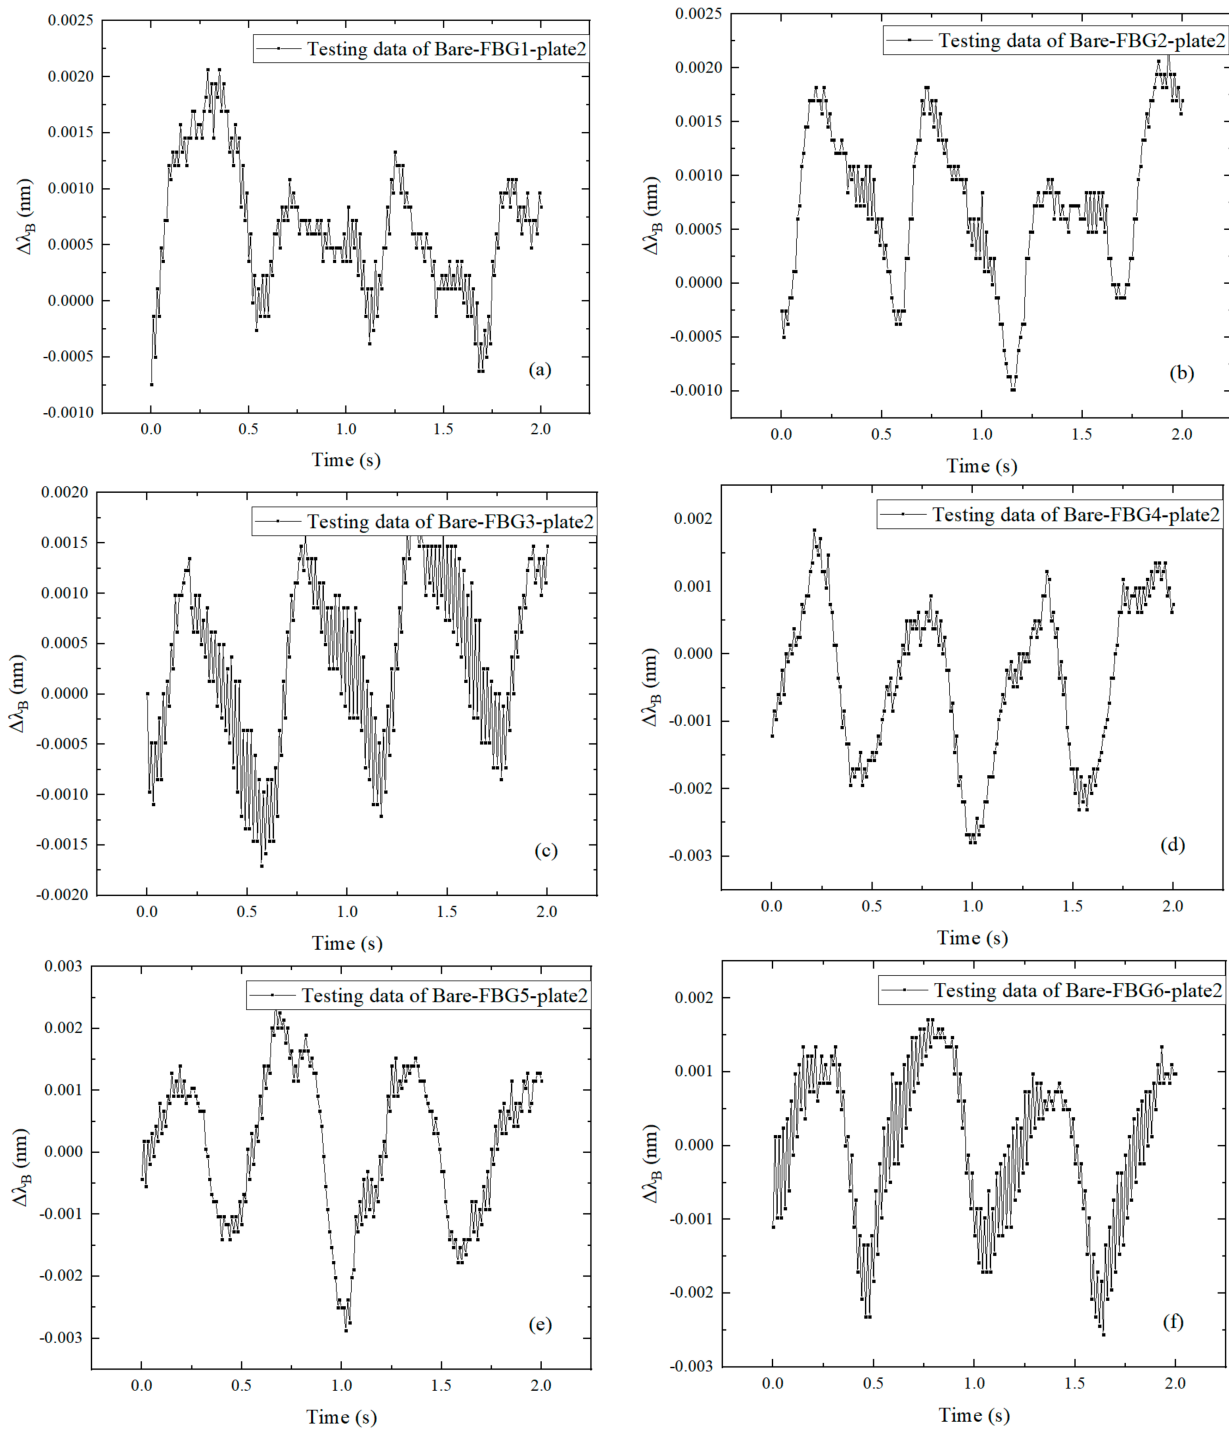 Testing data of Bare-FBG1-plate2
0.0025
0.0020
0.0015
0.0010
0.0005
0.0000
-0.0005
-0.0010
ΔλB (nm)
(a)
0.0 0.5 1.0 1.5 2.0
Time (s)
Testing data of Bare-FBG2-plate2
0.0025
0.0020
0.0015
0.0010
0.0005
0.0000
-0.0005
-0.0010
ΔλB (nm)
(b)
0.0 0.5 1.0 1.5 2.0
Time (s)
Testing data of Bare-FBG3-plate2
0.0020
0.0015
0.0010
0.0005
0.0000
-0.0005
-0.0010
-0.0015
-0.0020
ΔλB (nm)
(c)
0.0 0.5 1.0 1.5 2.0
Time (s)
Testing data of Bare-FBG4-plate2
0.002
0.001
0.000
-0.001
-0.002
-0.003
ΔλB (nm)
(d)
0.0 0.5 1.0 1.5 2.0
Time (s)
Testing data of Bare-FBG5-plate2
0.003
0.002
0.001
0.000
-0.001
-0.002
-0.003
ΔλB (nm)
(e)
0.0 0.5 1.0 1.5 2.0
Time (s)
Testing data of Bare-FBG6-plate2
0.002
0.001
0.000
-0.001
-0.002
-0.003
ΔλB (nm)
(f)
0.0 0.5 1.0 1.5 2.0
Time (s)